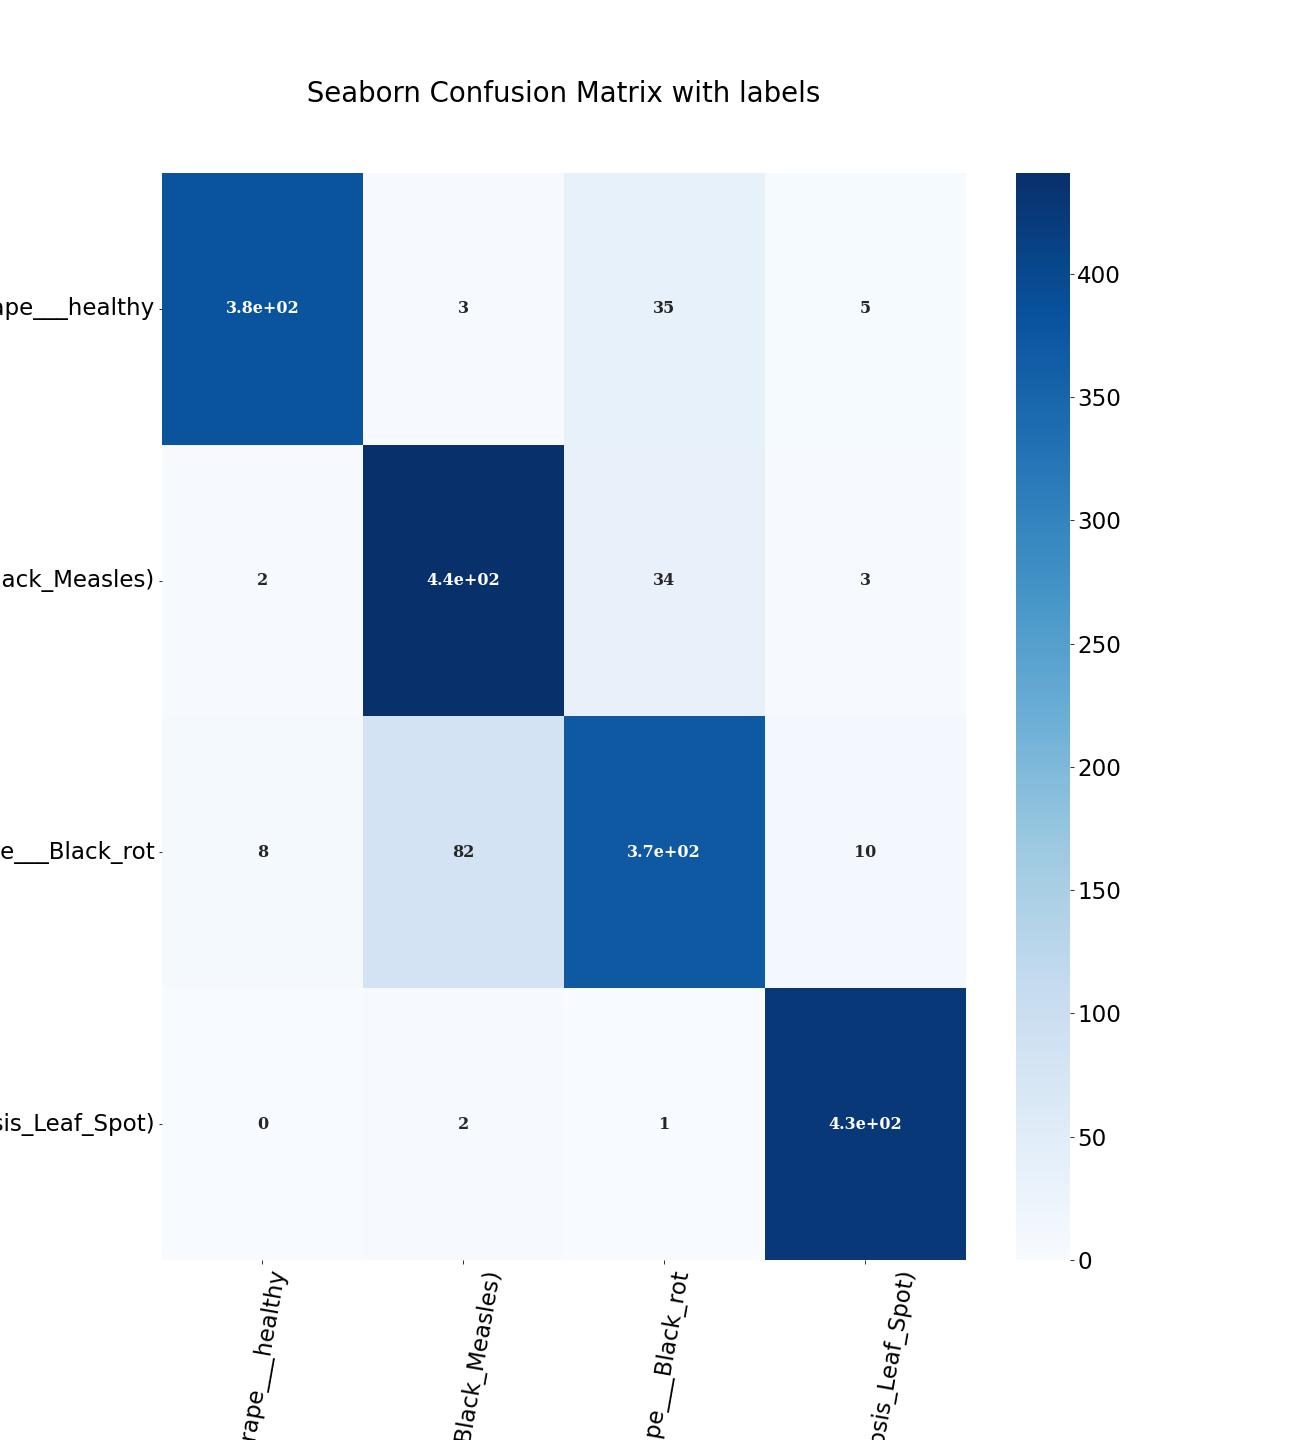 Seaborn Confusion Matrix with labels
ape___healthy 3.8e+02 3 35 5
ack_Measles) 2 4.4e+02 34 3
e___Black_rot 8 82 3.7e+02 10
sis_Leaf_Spot) 0 2 1 4.3e+02
rape___healthy
Black_Measles)
pe___Black_rot
osis_Leaf_Spot)
400
350
300
250
200
150
100
50
0